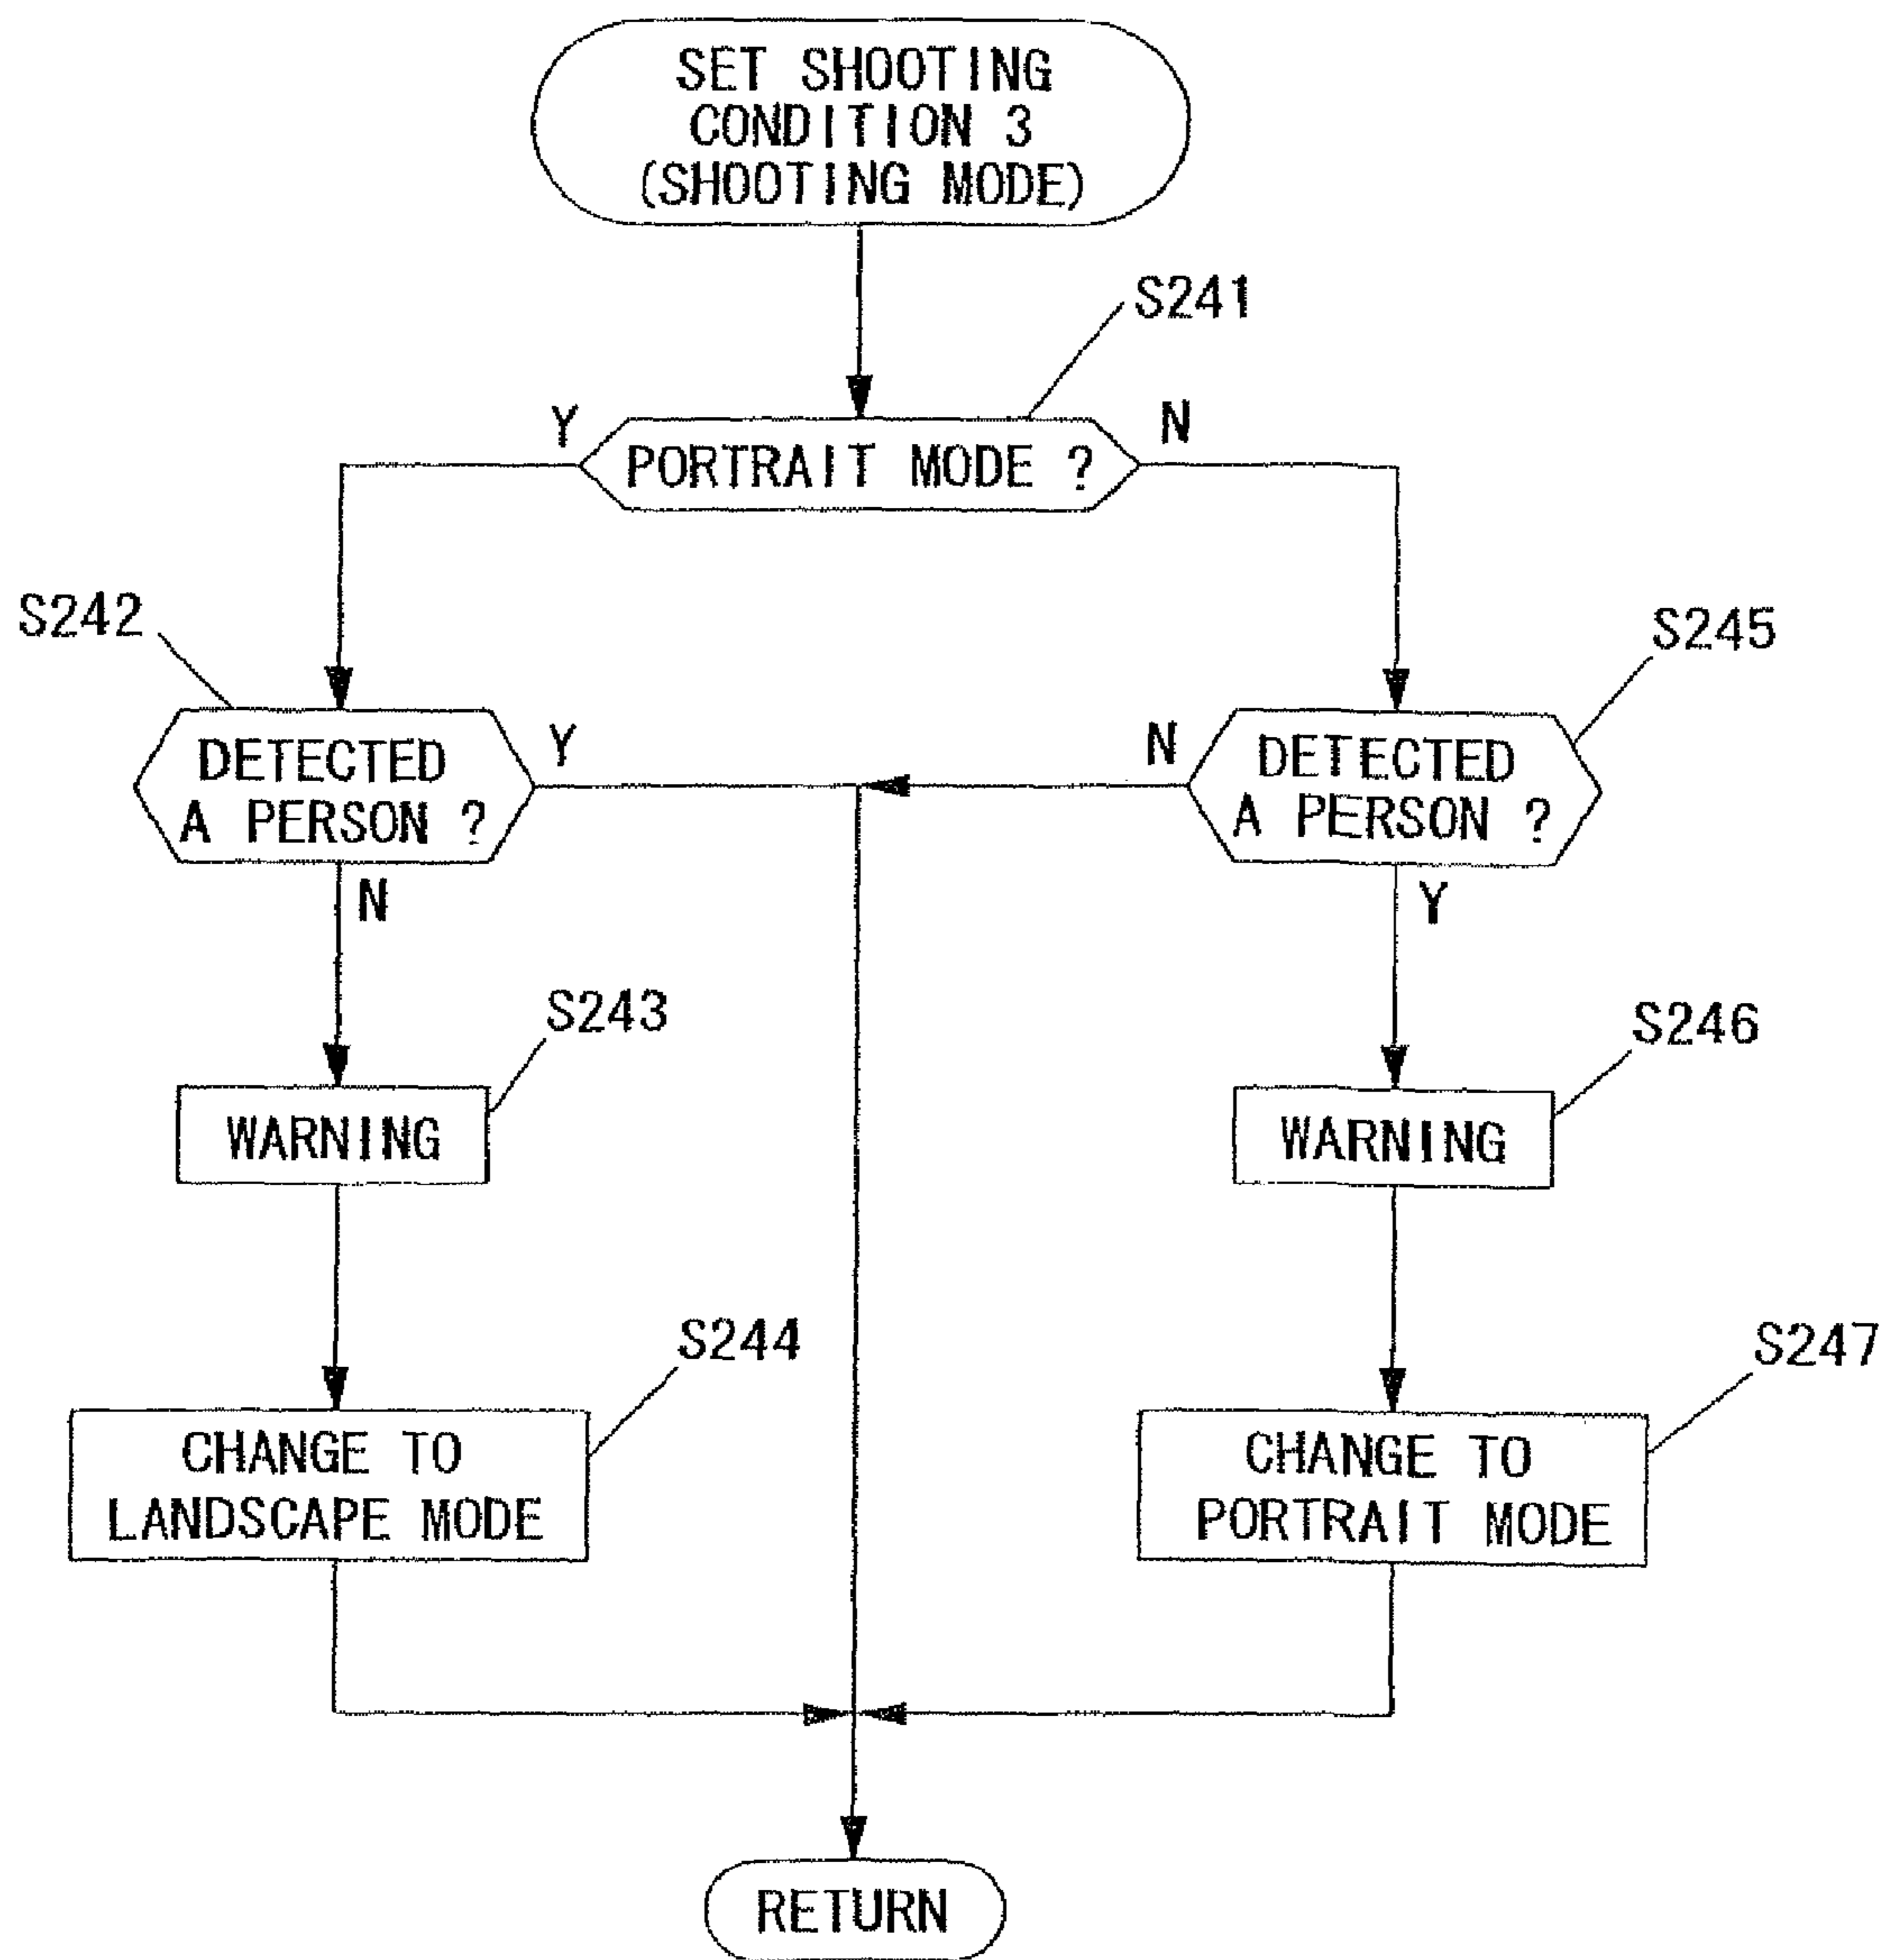 SET SHOOTING
CONDITION 3
(SHOOTING MODE)
S241
Y
PORTRAIT MODE ?
N
S242
DETECTED
A PERSON ?
Y
N
S245
DETECTED
A PERSON ?
N
Y
S243
WARNING
S246
WARNING
S244
CHANGE TO
LANDSCAPE MODE
S247
CHANGE TO
PORTRAIT MODE
RETURN